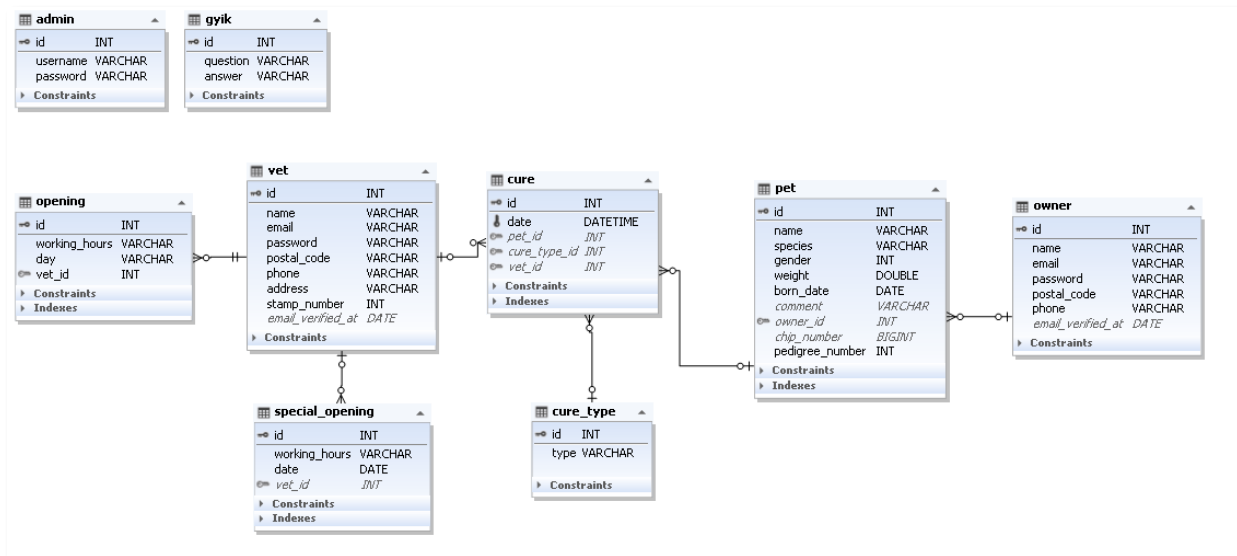 admin
id INT
username VARCHAR
password VARCHAR
Constraints
gyik
id INT
question VARCHAR
answer VARCHAR
Constraints
opening
id INT
working_hours VARCHAR
day VARCHAR
vet_id INT
Constraints
Indexes
vet
id INT
name VARCHAR
email VARCHAR
password VARCHAR
postal_code VARCHAR
phone VARCHAR
address VARCHAR
stamp_number INT
email_verified_at DATE
Constraints
cure
id INT
date DATETIME
pet_id INT
cure_type_id INT
vet_id INT
Constraints
Indexes
pet
id INT
name VARCHAR
species VARCHAR
gender INT
weight DOUBLE
born_date DATE
comment VARCHAR
owner_id INT
chip_number BIGINT
pedigree_number INT
Constraints
Indexes
owner
id INT
name VARCHAR
email VARCHAR
password VARCHAR
postal_code VARCHAR
phone VARCHAR
email_verified_at DATE
Constraints
special_opening
id INT
working_hours VARCHAR
date DATE
vet_id INT
Constraints
Indexes
cure_type
id INT
type VARCHAR
Constraints